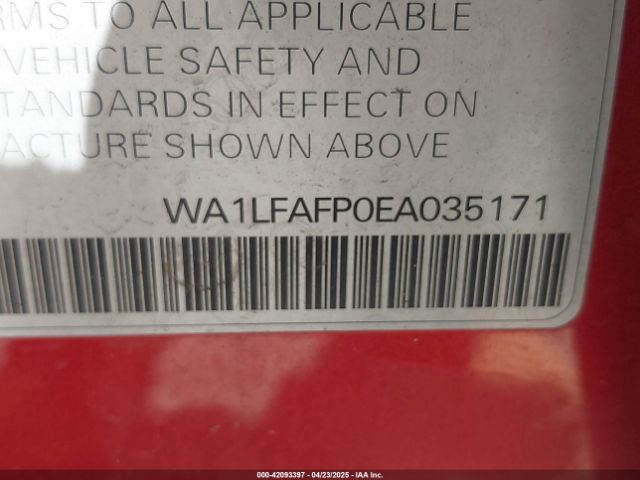 RMS TO ALL APPLICABLE
VEHICLE SAFETY AND
TANDARDS IN EFFECT ON
ACTURE SHOWN ABOVE
WA1LFAFP0EA035171
000-42093397 - 04/23/2025 - IAA Inc.